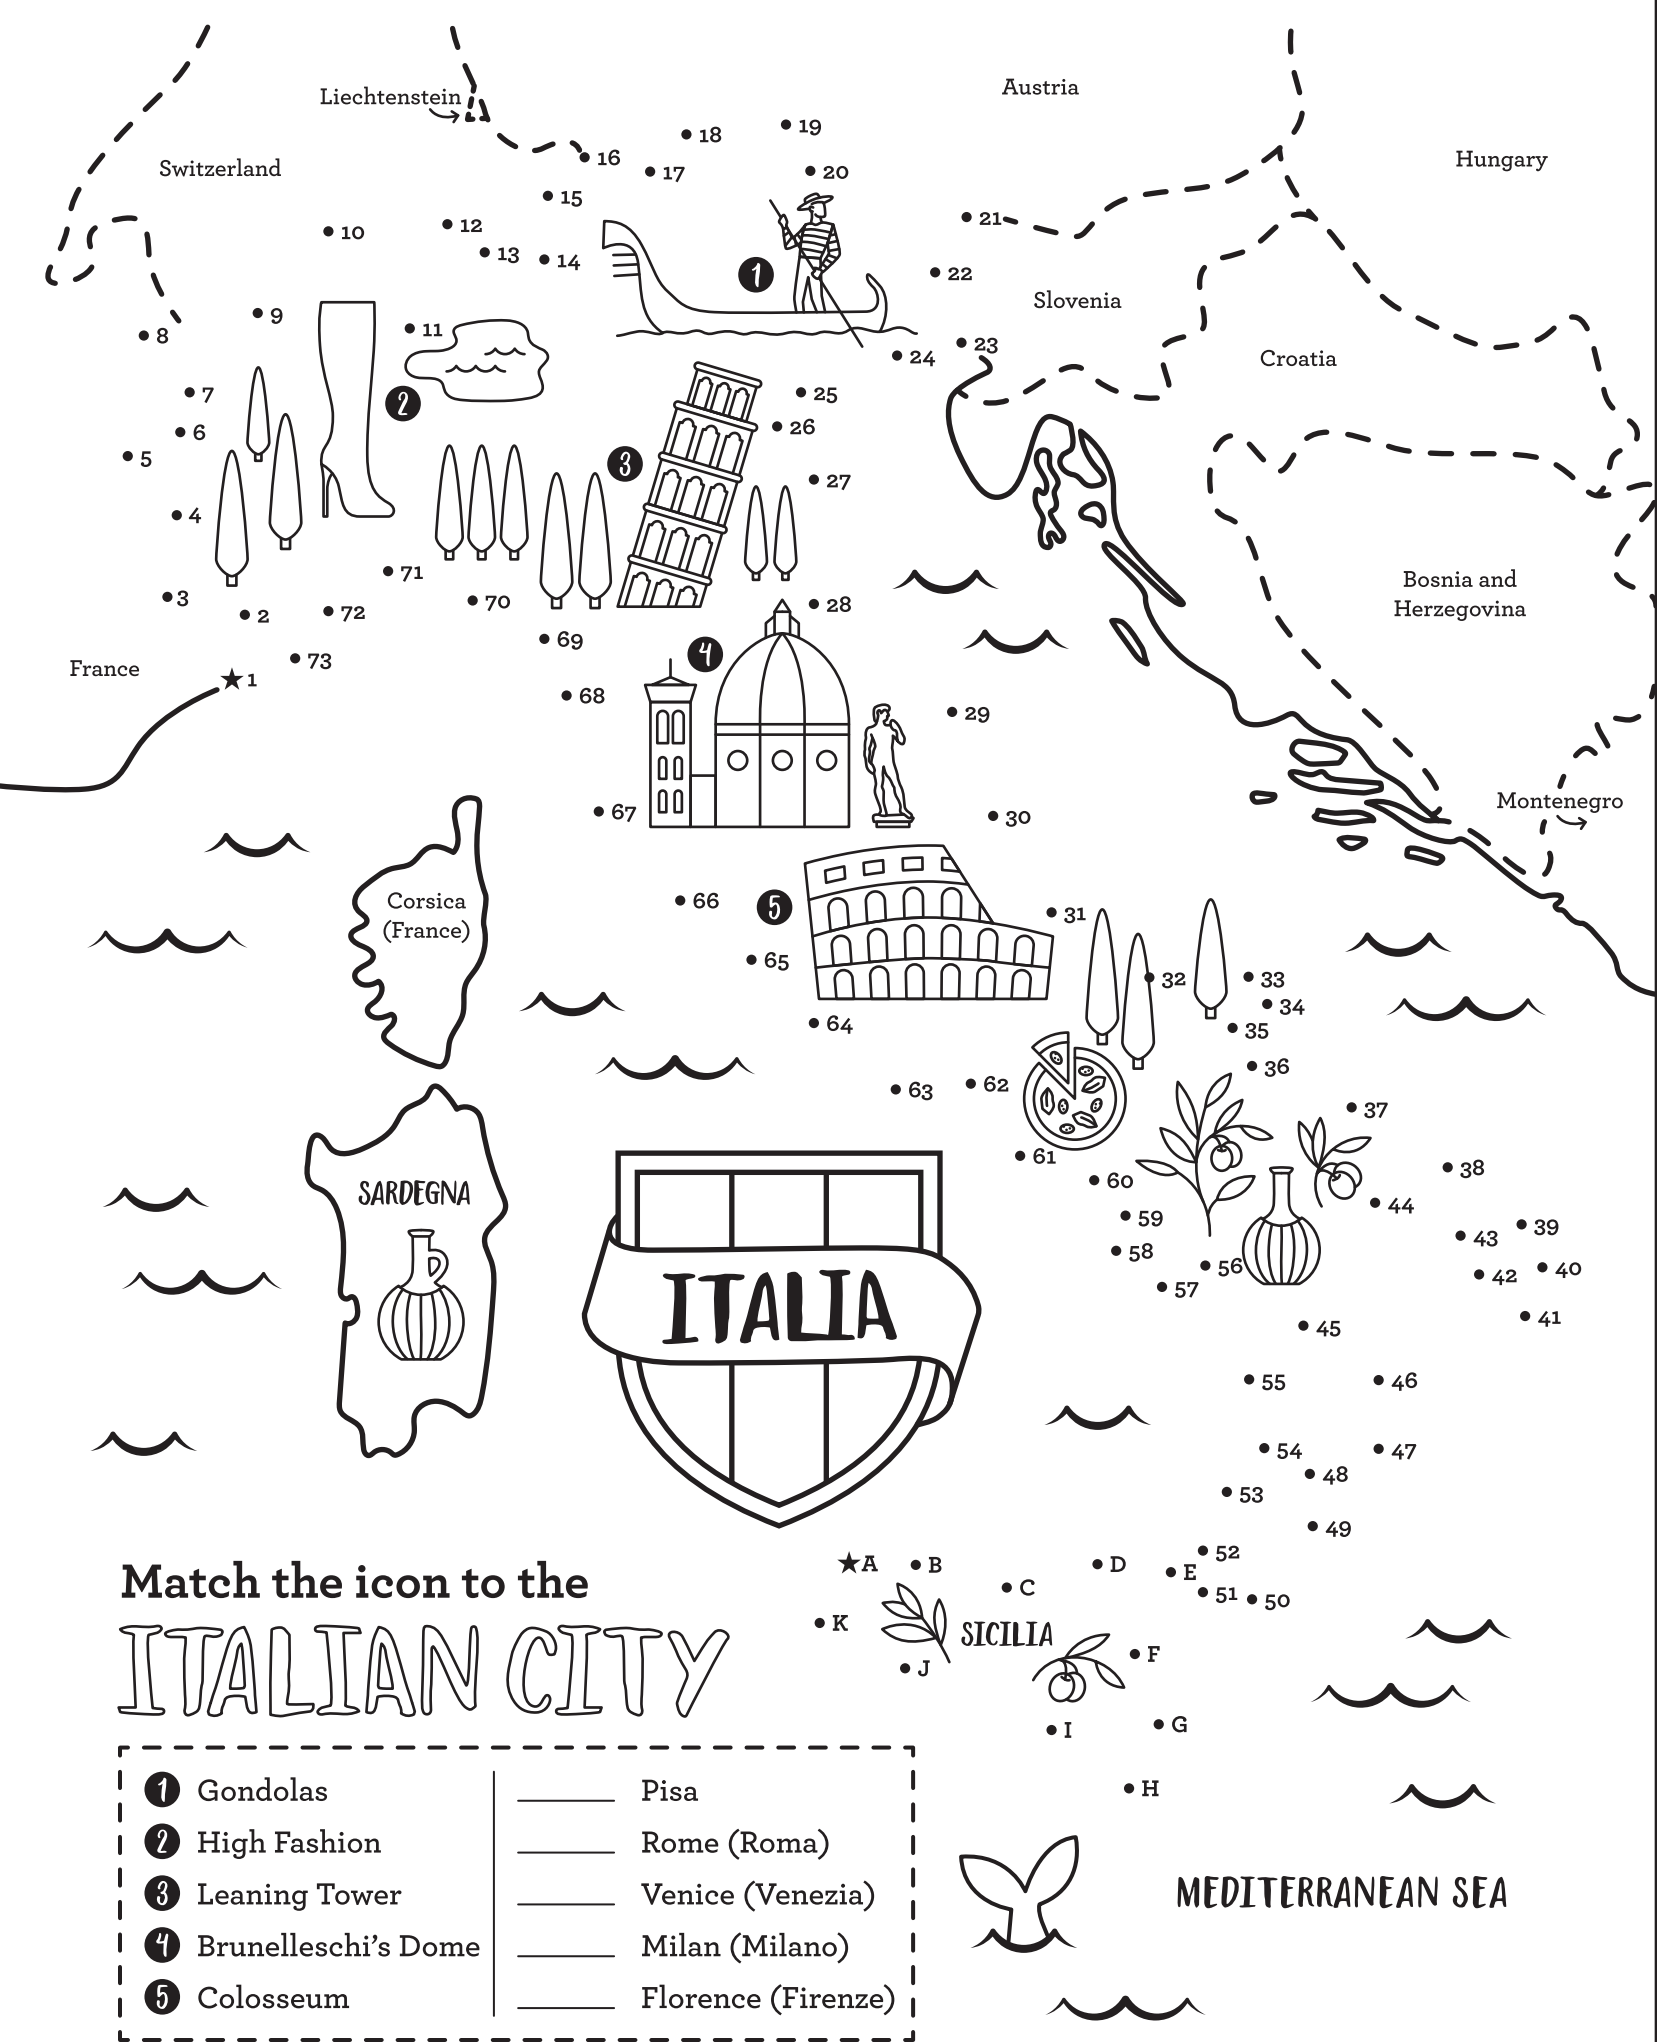 Liechtenstein
Austria
Switzerland
Hungary
18
19
16
17
20
15
21
10
12
13
14
1
22
Slovenia
9
8
11
23
24
Croatia
7
2
25
6
26
5
3
27
4
71
Bosnia and
Herzegovina
3
2
72
70
28
69
France
73
1
4
68
29
Montenegro
67
30
Corsica
(France)
66
5
31
65
32
33
34
64
35
36
63
62
37
61
38
SARDEGNA
60
44
59
39
43
58
56
42
40
57
ITALIA
41
45
55
46
54
47
48
53
49
Match the icon to the
ITALIAN CITY
A
B
C
D
E
52
51
50
K
SICILIA
J
F
I
G
H
1 Gondolas
2 High Fashion
3 Leaning Tower
4 Brunelleschi's Dome
5 Colosseum
Pisa
Rome (Roma)
Venice (Venezia)
Milan (Milano)
Florence (Firenze)
MEDITERRANEAN SEA